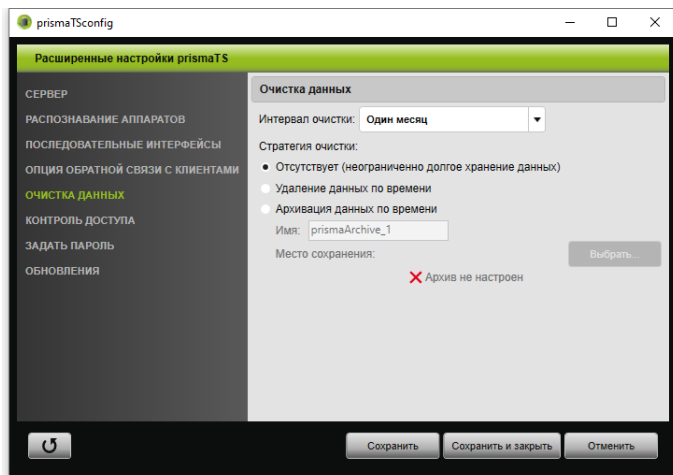 prismaTSconfig
Расширенные настройки prismaTS
СЕРВЕР
РАСПОЗНАВАНИЕ АППАРАТОВ
ПОСЛЕДОВАТЕЛЬНЫЕ ИНТЕРФЕЙСЫ
ОПЦИЯ ОБРАТНОЙ СВЯЗИ С КЛИЕНТАМИ
ОЧИСТКА ДАННЫХ
КОНТРОЛЬ ДОСТУПА
ЗАДАТЬ ПАРОЛЬ
ОБНОВЛЕНИЯ
Очистка данных
Интервал очистки: Один месяц
Стратегия очистки:
Отсутствует (неограниченно долгое хранение данных)
Удаление данных по времени
Архивация данных по времени
Имя: prismaArchive_1
Место сохранения: Выбрать...
Архив не настроен
Сохранить Сохранить и закрыть Отменить